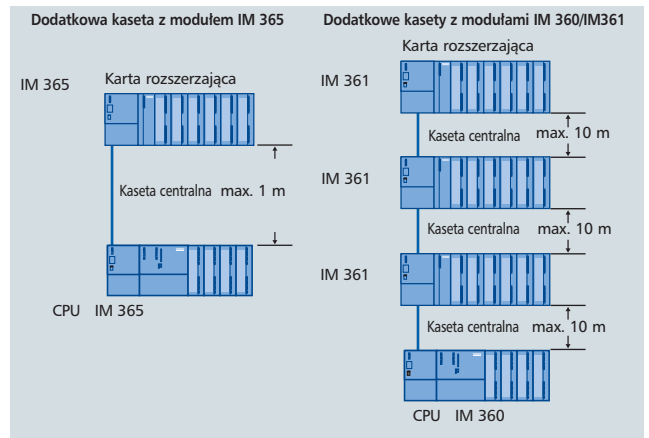 Dodatkowa kaseta z modułem IM 365
IM 365
Karta rozszerzająca
Kaseta centralna max. 1 m
CPU IM 365
Dodatkowe kasety z modułami IM 360/IM361
Karta rozszerzająca
IM 361
Kaseta centralna max. 10 m
IM 361
Kaseta centralna max. 10 m
IM 361
Kaseta centralna max. 10 m
CPU IM 360